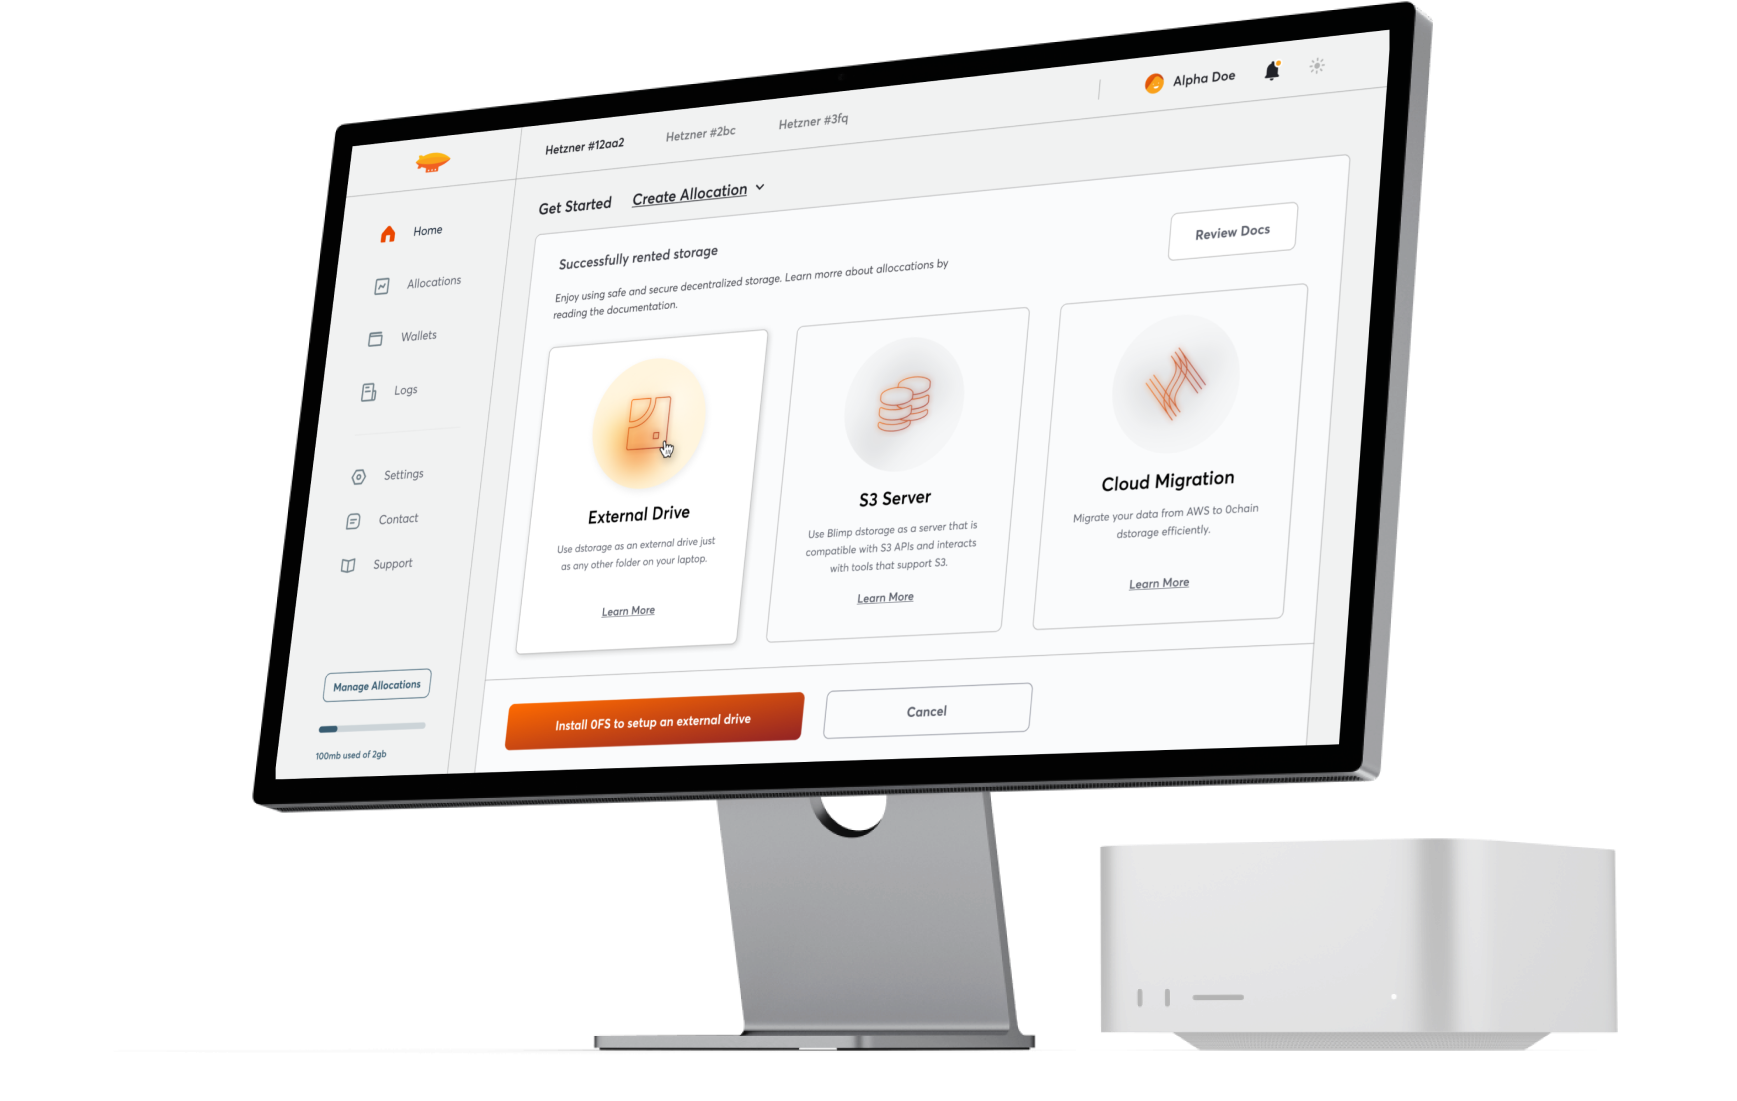 Alpha Doe
Hetzner #12aa2
Hetzner #2bc
Hetzner #3fq
Home
Allocations
Wallets
Logs
Settings
Contact
Support
Manage Allocations
100mb used of 2gb
Get Started
Create Allocation
Successfully rented storage
Enjoy using safe and secure decentralized storage. Learn morre about alloccations by
reading the documentation.
Review Docs
External Drive
Use dstorage as an external drive just
as any other folder on your laptop.
Learn More
S3 Server
Use Blimp dstorage as a server that is
compatible with S3 APIs and interacts
with tools that support S3.
Learn More
Cloud Migration
Migrate your data from AWS to 0chain
dstorage efficiently.
Learn More
Install 0FS to setup an external drive
Cancel